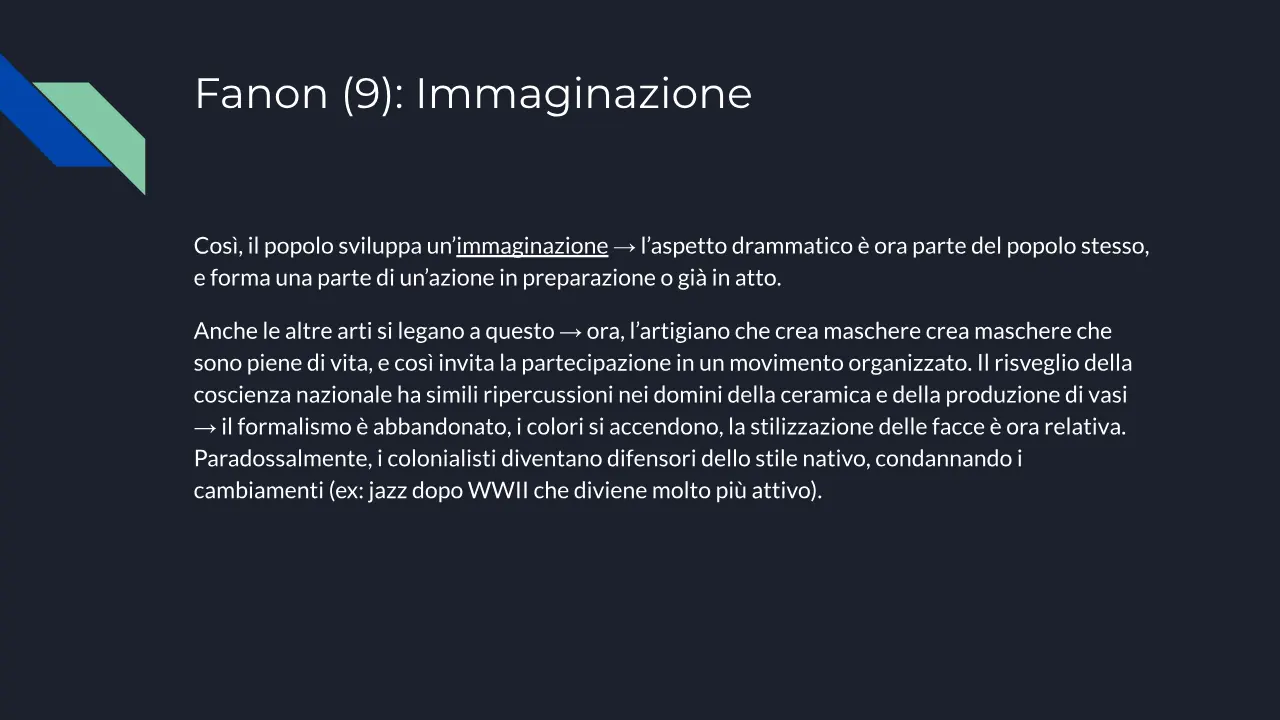 Fanon (9): Immaginazione
Così, il popolo sviluppa un’immaginazione → l’aspetto drammatico è ora parte del popolo stesso,
e forma una parte di un’azione in preparazione o già in atto.
Anche le altre arti si legano a questo → ora, l’artigiano che crea maschere crea maschere che
sono piene di vita, e così invita la partecipazione in un movimento organizzato. Il risveglio della
coscienza nazionale ha simili ripercussioni nei domini della ceramica e della produzione di vasi
→ il formalismo è abbandonato, i colori si accendono, la stilizzazione delle facce è ora relativa.
Paradossalmente, i colonialisti diventano difensori dello stile nativo, condannando i
cambiamenti (ex: jazz dopo WWII che diviene molto più attivo).